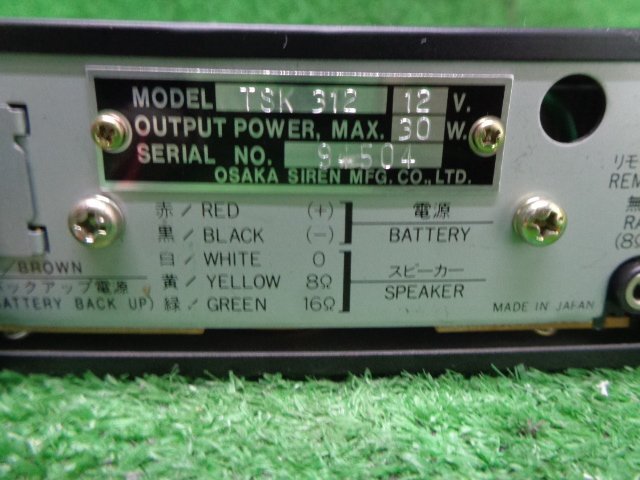 MODEL TSK 312 12 V.
OUTPUT POWER, MAX. 30 W.
SERIAL NO.
OSAKA SIREN MFG. CO., LTD.
赤/RED (+) 電源
黒/BLACK (-) BATTERY
白/WHITE 0 スピーカー
黄/YELLOW 8Ω SPEAKER
緑/GREEN 16Ω
/BROWN
ックアップ電源
BATTERY BACK UP)
MADE IN JAPAN
リモ
REM
無
RA
(8Ω